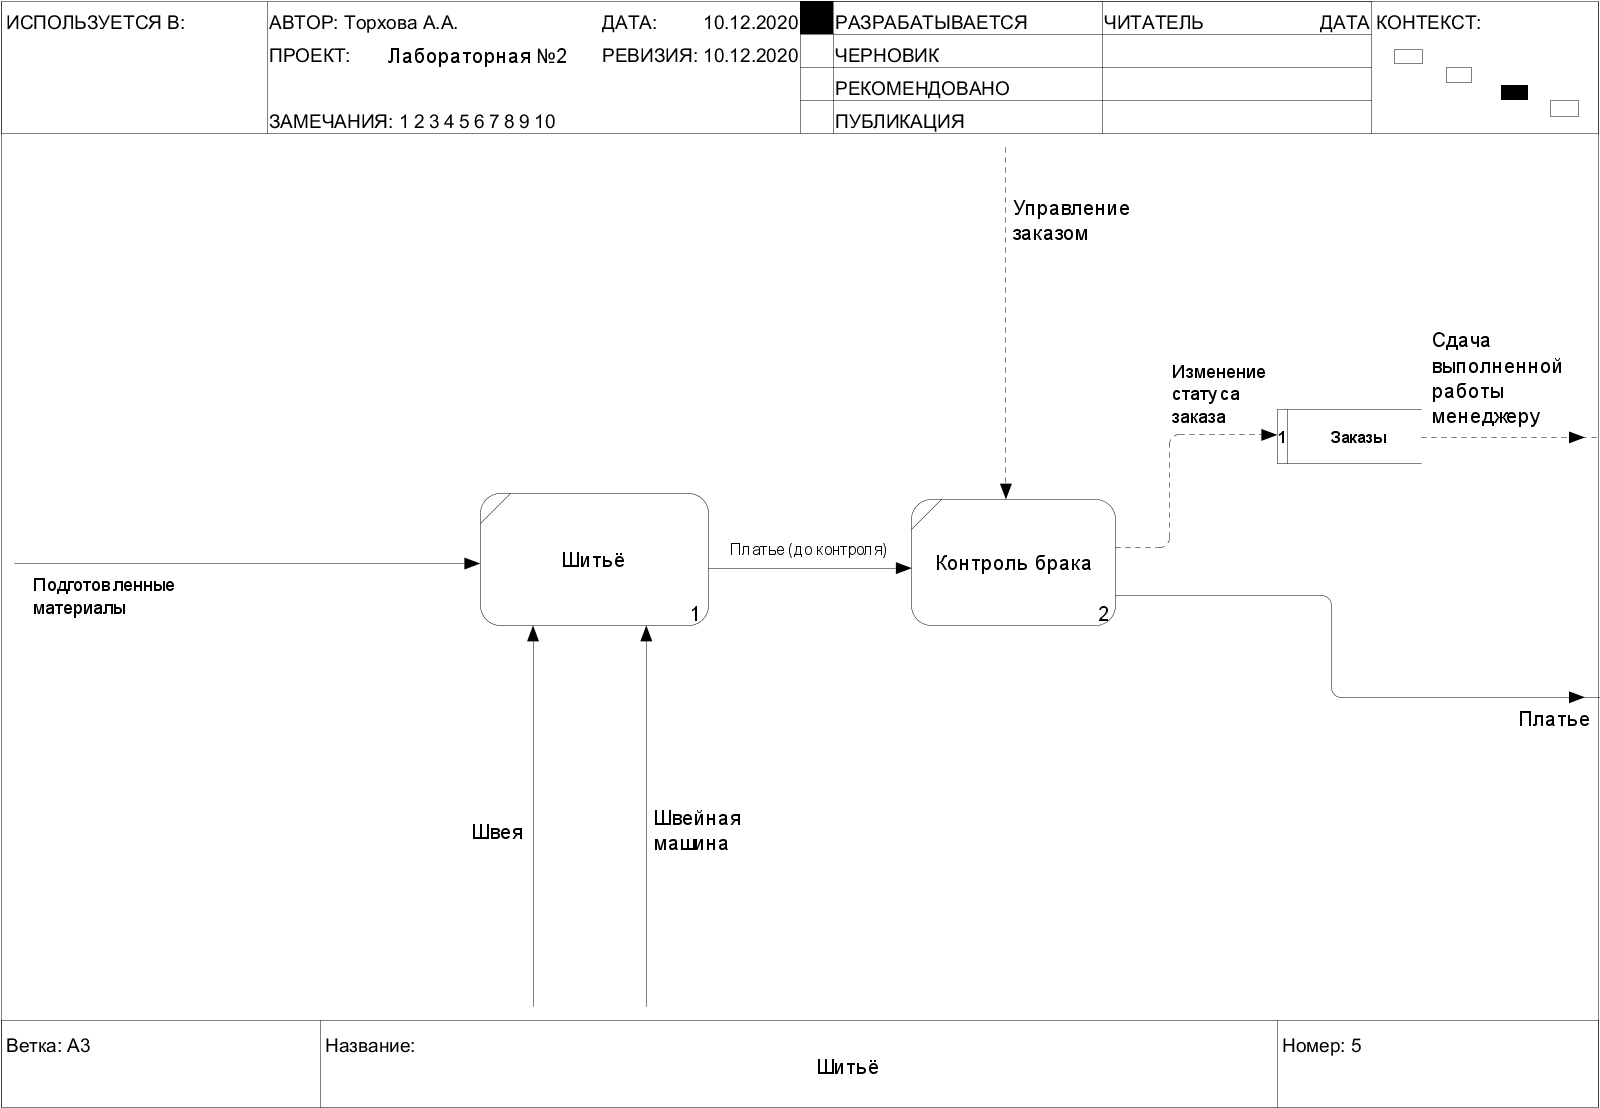 ИСПОЛЬЗУЕТСЯ В:
АВТОР: Торхова А.А.
ДАТА: 10.12.2020
РАЗРАБАТЫВАЕТСЯ
ЧИТАТЕЛЬ
ДАТА
КОНТЕКСТ:
ПРОЕКТ: Лабораторная №2
РЕВИЗИЯ: 10.12.2020
ЧЕРНОВИК
РЕКОМЕНДОВАНО
ЗАМЕЧАНИЯ: 1 2 3 4 5 6 7 8 9 10
ПУБЛИКАЦИЯ
Управление
заказом
Сдача
выполненной
работы
менеджеру
Изменение
статуса
заказа
1
Заказы
Подготовленные
материалы
Шитьё
1
Платье (до контроля)
Контроль брака
2
Платье
Швея
Швейная
машина
Ветка: А3
Название:
Шитьё
Номер: 5